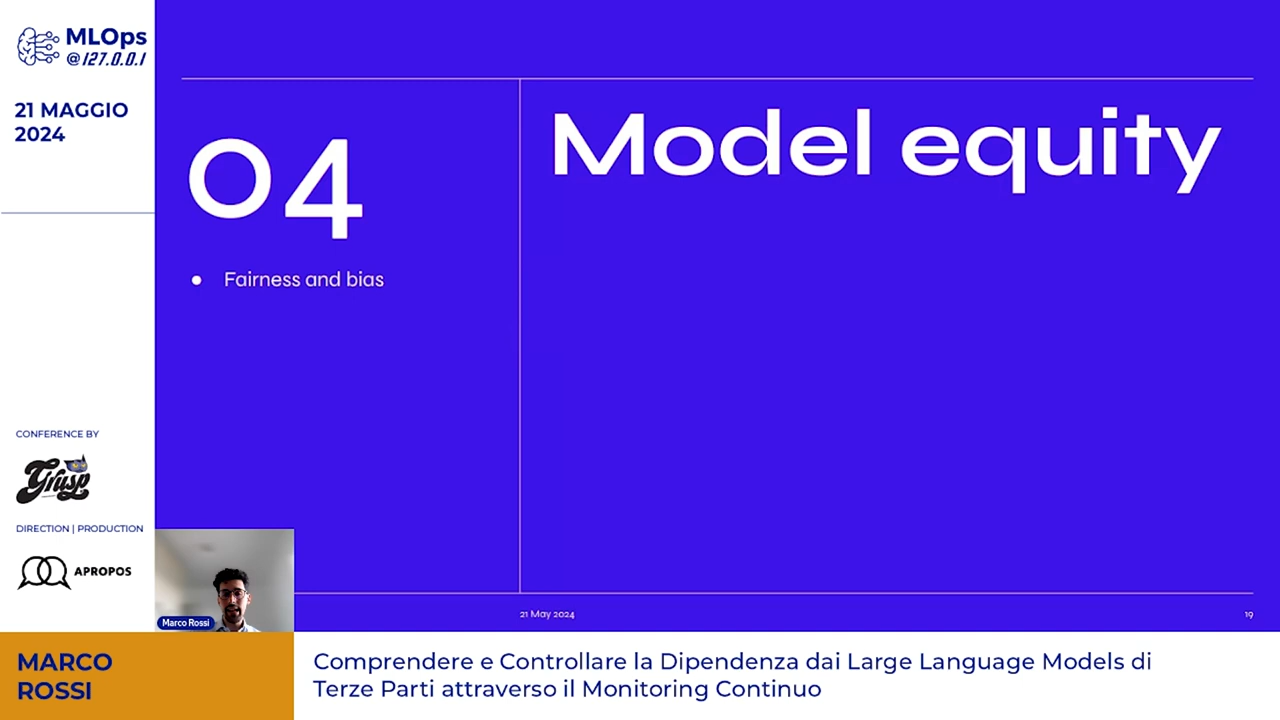 MLOps
@127.0.0.1
21 MAGGIO
2024
CONFERENCE BY
Grusp
DIRECTION | PRODUCTION
APROPOS
04
• Fairness and bias
Model equity
21 May 2024
19
Marco Rossi
MARCO
ROSSI
Comprendere e Controllare la Dipendenza dai Large Language Models di
Terze Parti attraverso il Monitoring Continuo